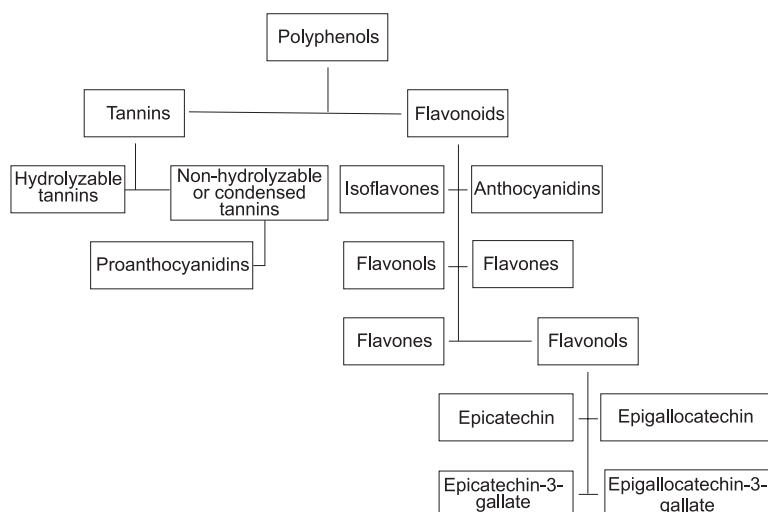 Polyphenols
Tannins
Flavonoids
Hydrolyzable
tannins
Non-hydrolyzable
or condensed
tannins
Isoflavones
Anthocyanidins
Proanthocyanidins
Flavonols
Flavones
Flavones
Flavonols
Epicatechin
Epigallocatechin
Epicatechin-3-
gallate
Epigallocatechin-3-
gallate